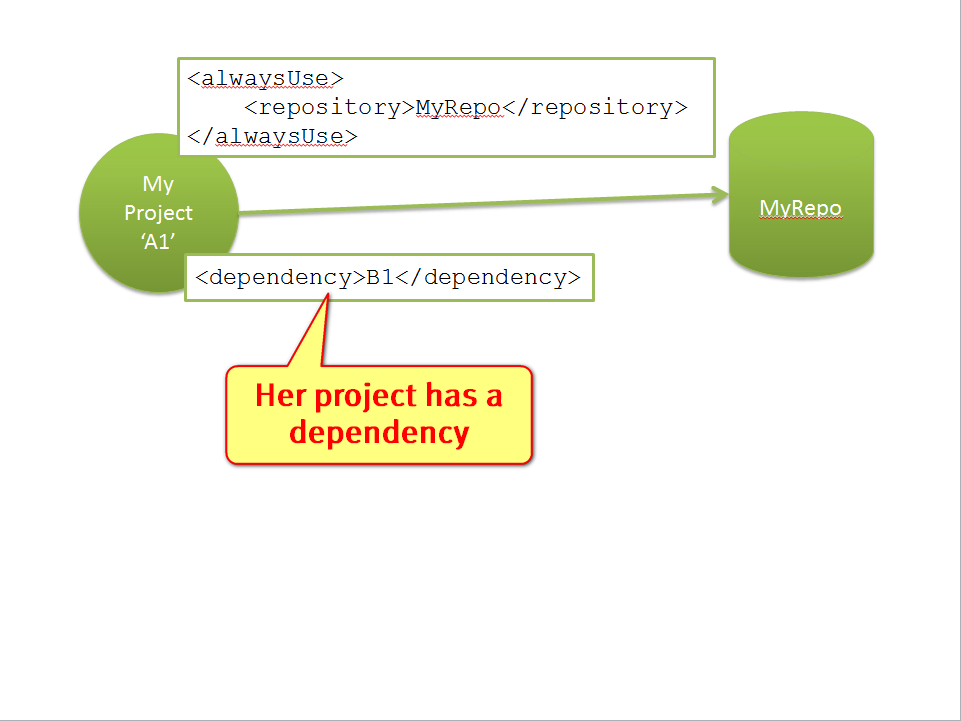 <alwaysUse>
    <repository>MyRepo</repository>
</alwaysUse>
My
Project
‘A1’
MyRepo
<dependency>B1</dependency>
Her project has a
dependency